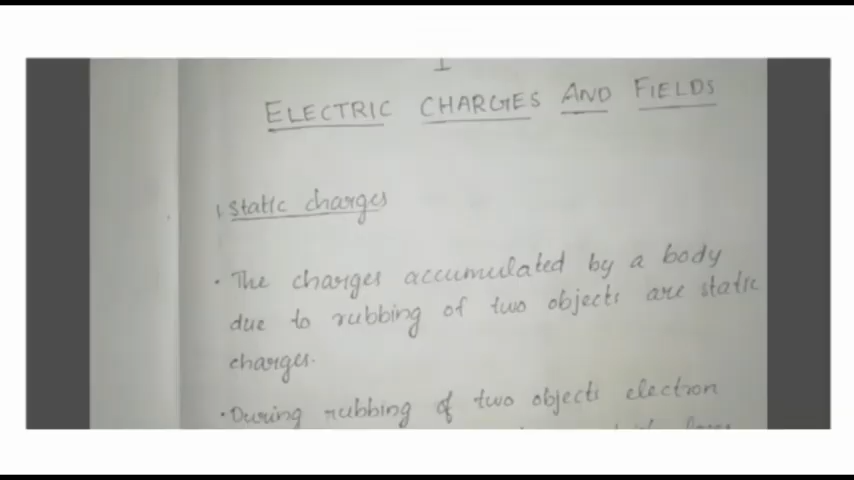 1
ELECTRIC CHARGES AND FIELDS
1 static charges
• The charges accumulated by a body
due to rubbing of two objects are static
charges.
• During rubbing of two objects electron